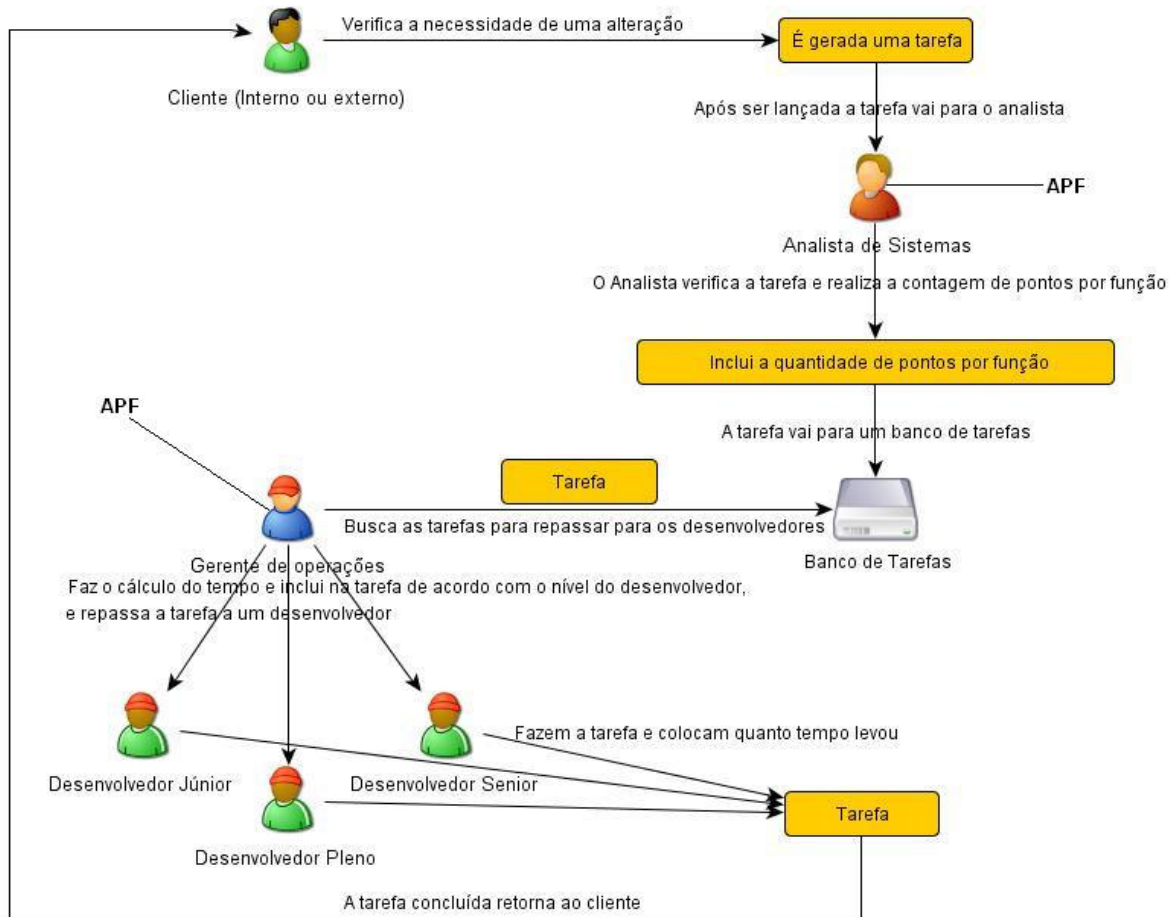 Verifica a necessidade de uma alteração
É gerada uma tarefa
Cliente (Interno ou externo)
Após ser lançada a tarefa vai para o analista
APF
Analista de Sistemas
O Analista verifica a tarefa e realiza a contagem de pontos por função
Inclui a quantidade de pontos por função
APF
A tarefa vai para um banco de tarefas
Tarefa
Busca as tarefas para repassar para os desenvolvedores
Gerente de operações
Banco de Tarefas
Faz o cálculo do tempo e inclui na tarefa de acordo com o nível do desenvolvedor,
e repassa a tarefa a um desenvolvedor
Fazem a tarefa e colocam quanto tempo levou
Desenvolvedor Júnior
Desenvolvedor Senior
Tarefa
Desenvolvedor Pleno
A tarefa concluída retorna ao cliente